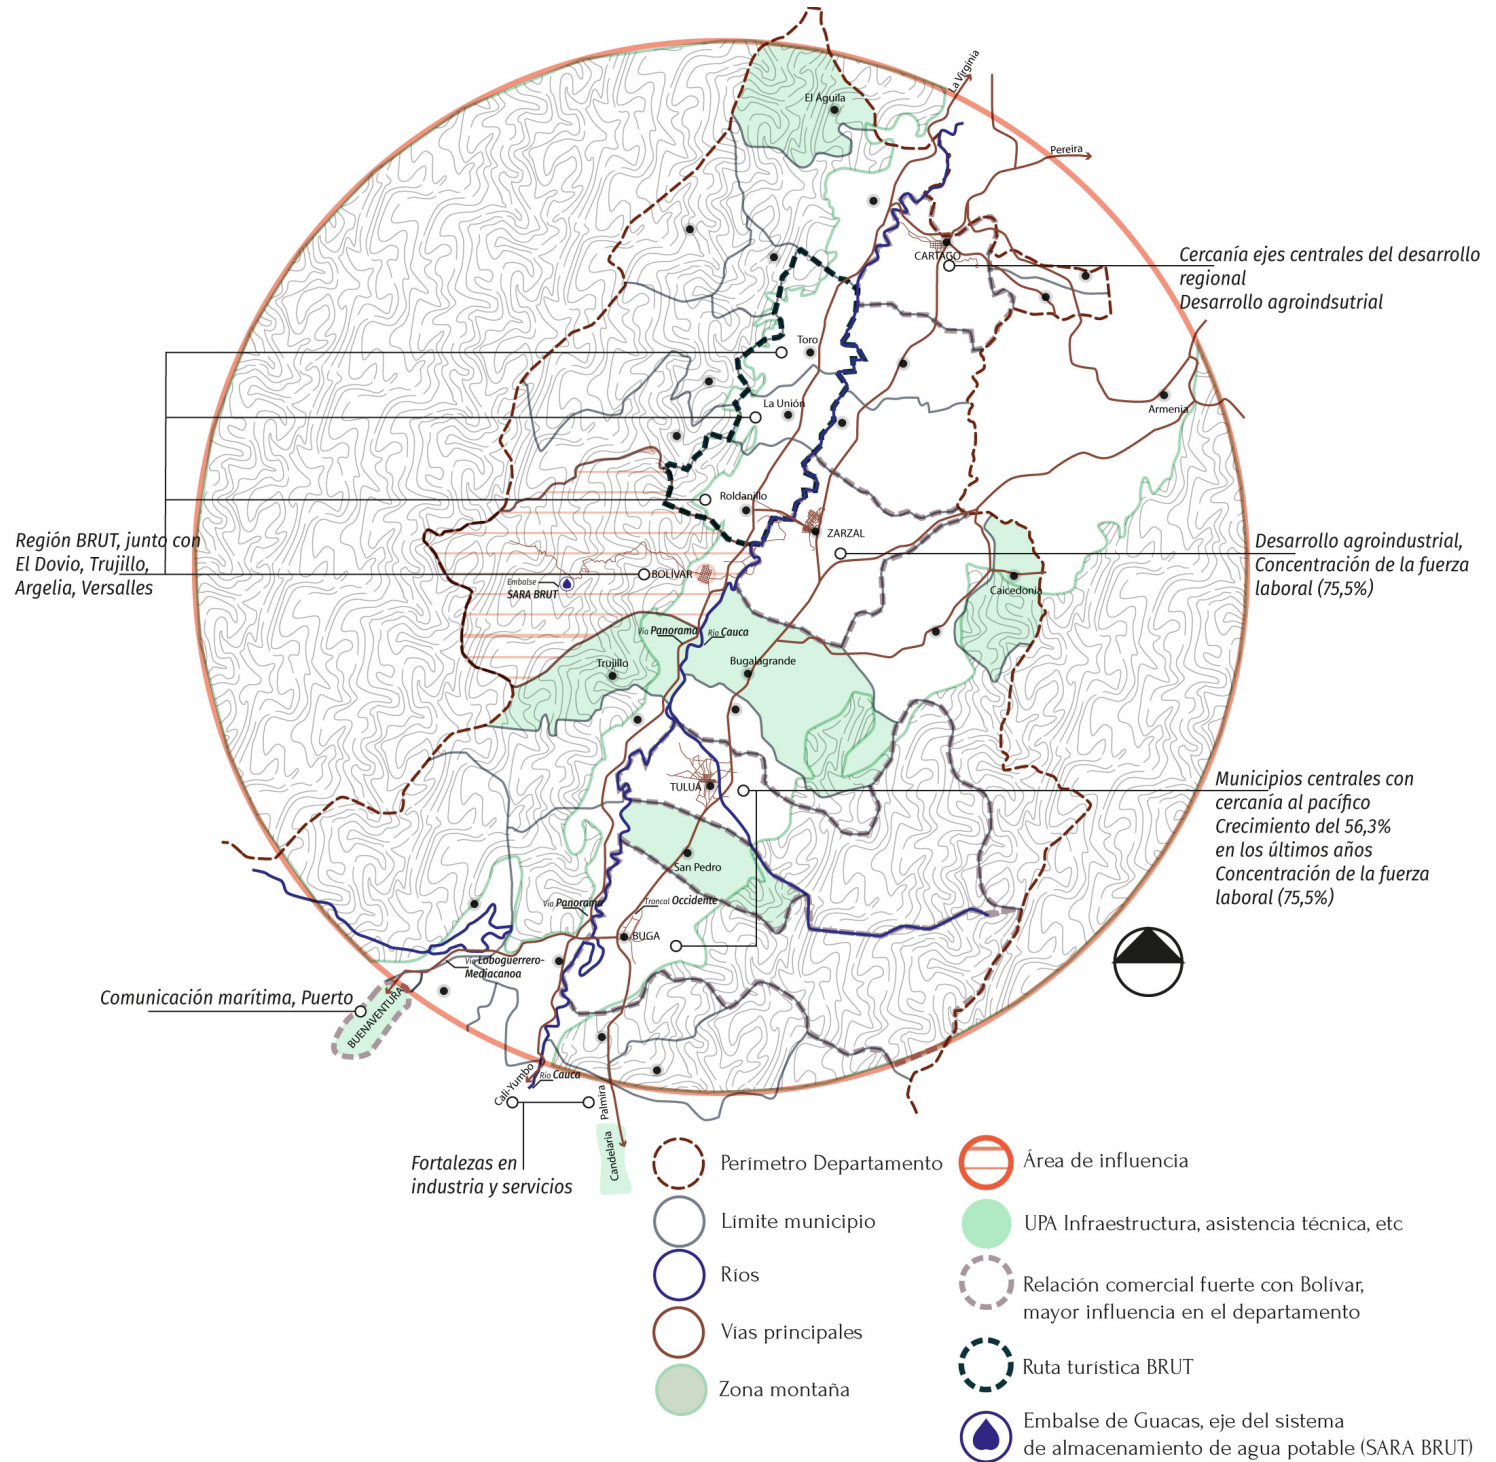 La Virginia
El Águila
Pereira
CARTAGO
Cercanía ejes centrales del desarrollo
regional
Desarrollo agroindsutrial
Toro
La Unión
Armenia
Roldanillo
ZARZAL
Región BRUT, junto con
El Dovio, Trujillo,
Argelia, Versalles
Desarrollo agroindustrial,
Concentración de la fuerza
laboral (75,5%)
BOLÍVAR
Embalse
SARA BRUT
Caicedonia
Vía Panorama
Río Cauca
Trujillo
Bugalagrande
TULUÁ
Municipios centrales con
cercanía al pacífico
Crecimiento del 56,3%
en los últimos años
Concentración de la fuerza
laboral (75,5%)
San Pedro
Vía Panorama
Troncal Occidente
BUGA
Vía Loboguerrero-
Mediacanoa
Comunicación marítima, Puerto
BUENAVENTURA
Cali-Yumbo
Río Cauca
Palmira
Candelaria
Fortalezas en
industria y servicios
Perímetro Departamento
Límite municipio
Ríos
Vías principales
Zona montaña
Área de influencia
UPA Infraestructura, asistencia técnica, etc
Relación comercial fuerte con Bolívar,
mayor influencia en el departamento
Ruta turística BRUT
Embalse de Guacas, eje del sistema
de almacenamiento de agua potable (SARA BRUT)